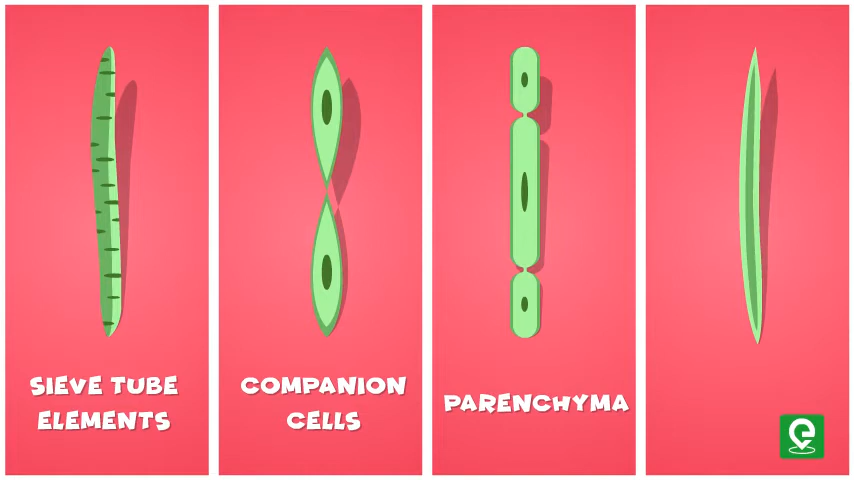 SIEVE TUBE
ELEMENTS
COMPANION
CELLS
PARENCHYMA